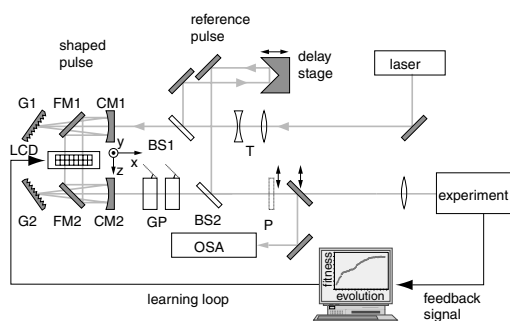 reference
pulse
shaped
pulse
delay
stage
laser
G1 FM1 CM1
T
LCD
y
x
z
BS1
G2 FM2 CM2
GP
BS2
P
experiment
OSA
fitness
evolution
learning loop
feedback
signal